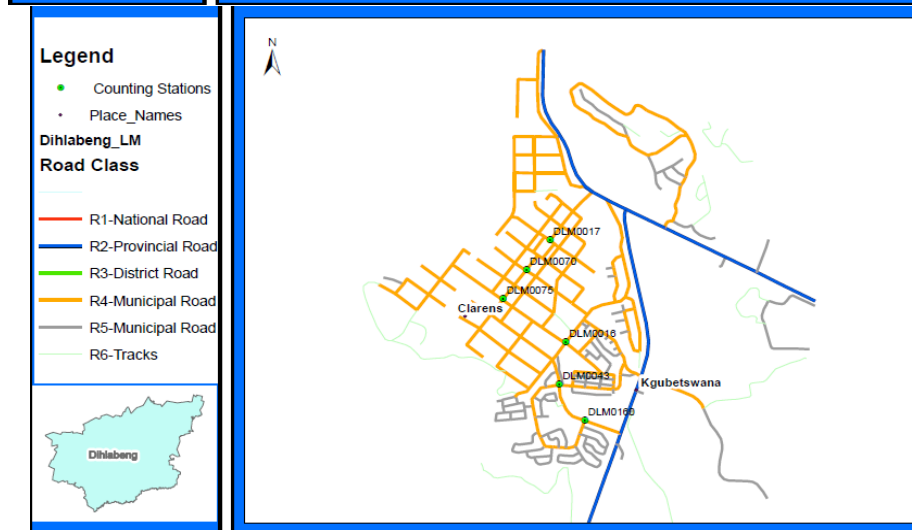 Legend
Counting Stations
Place_Names
Dihlabeng_LM
Road Class
R1-National Road
R2-Provincial Road
R3-District Road
R4-Municipal Road
R5-Municipal Road
R6-Tracks
Dihlabeng
N
DLM0017
DLM0070
DLM0075
Clarens
DLM0016
DLM0043
Kgubetswana
DLM0160